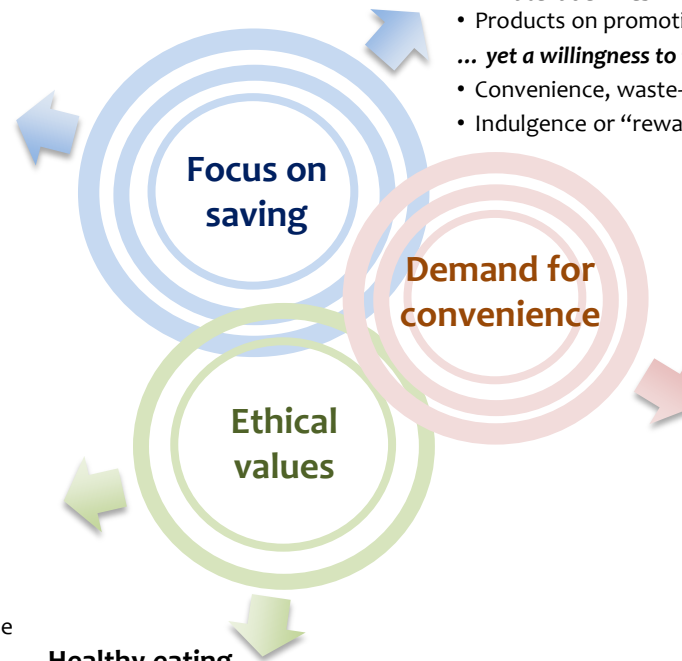 • Products on promoti
... yet a willingness to
• Convenience, waste-
• Indulgence or “rewa
Focus on
saving
Demand for
convenience
Ethical
values
e
Healthy eating